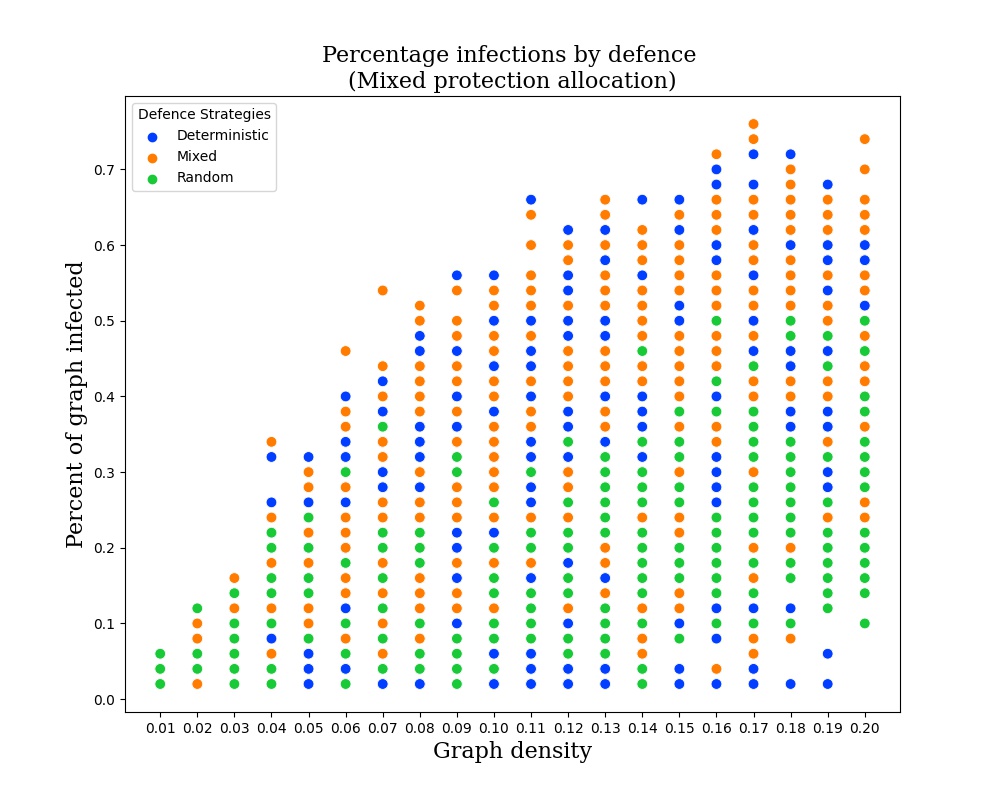 Percentage infections by defence
(Mixed protection allocation)
Defence Strategies
Deterministic
Mixed
Random
Percent of graph infected
0.7
0.6
0.5
0.4
0.3
0.2
0.1
0.0
0.01 0.02 0.03 0.04 0.05 0.06 0.07 0.08 0.09 0.10 0.11 0.12 0.13 0.14 0.15 0.16 0.17 0.18 0.19 0.20
Graph density